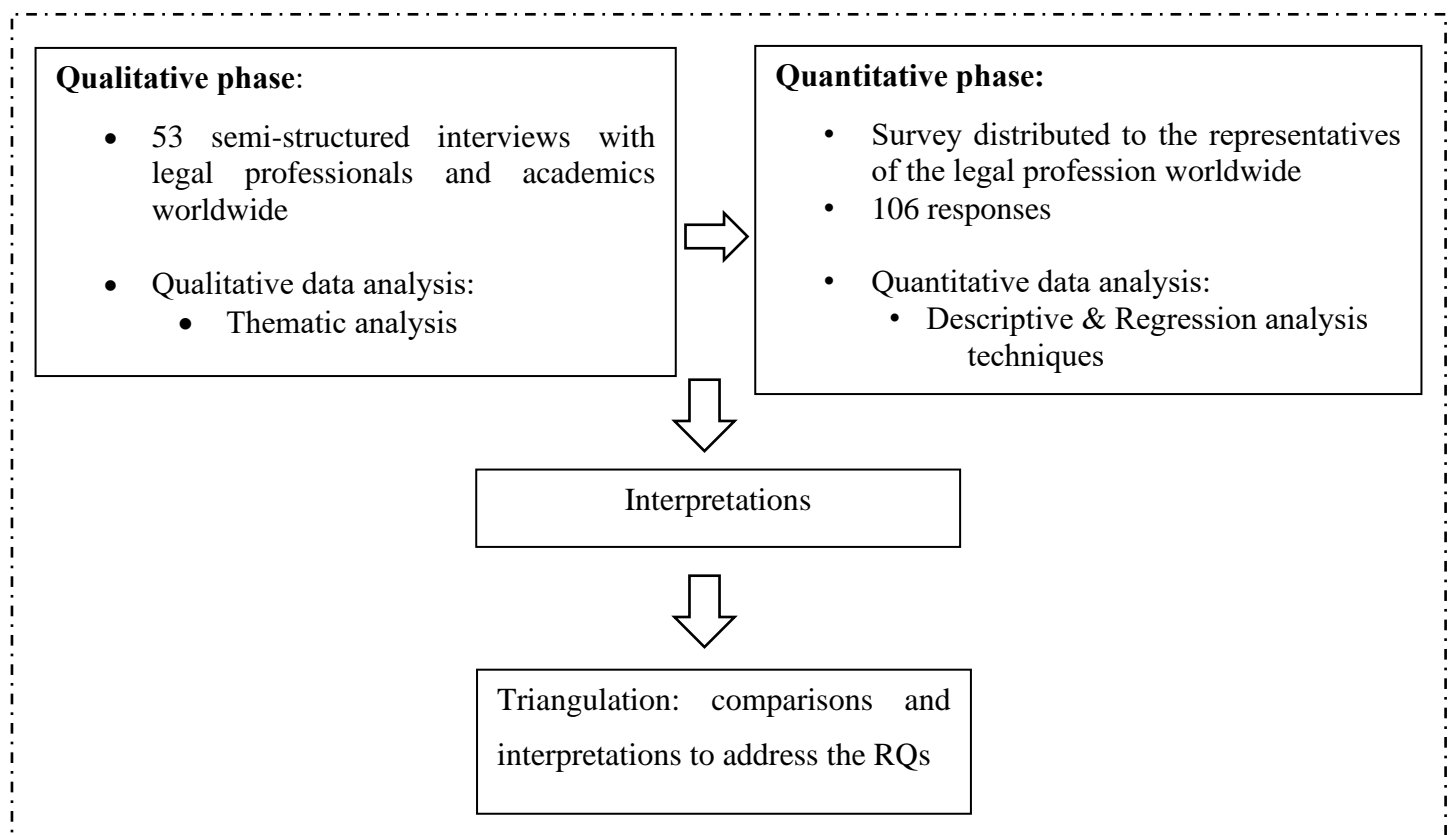 Qualitative phase:
• 53 semi-structured interviews with
legal professionals and academics
worldwide
• Qualitative data analysis:
• Thematic analysis
Quantitative phase:
• Survey distributed to the representatives
of the legal profession worldwide
• 106 responses
• Quantitative data analysis:
• Descriptive & Regression analysis
techniques
Interpretations
Triangulation: comparisons and
interpretations to address the RQs